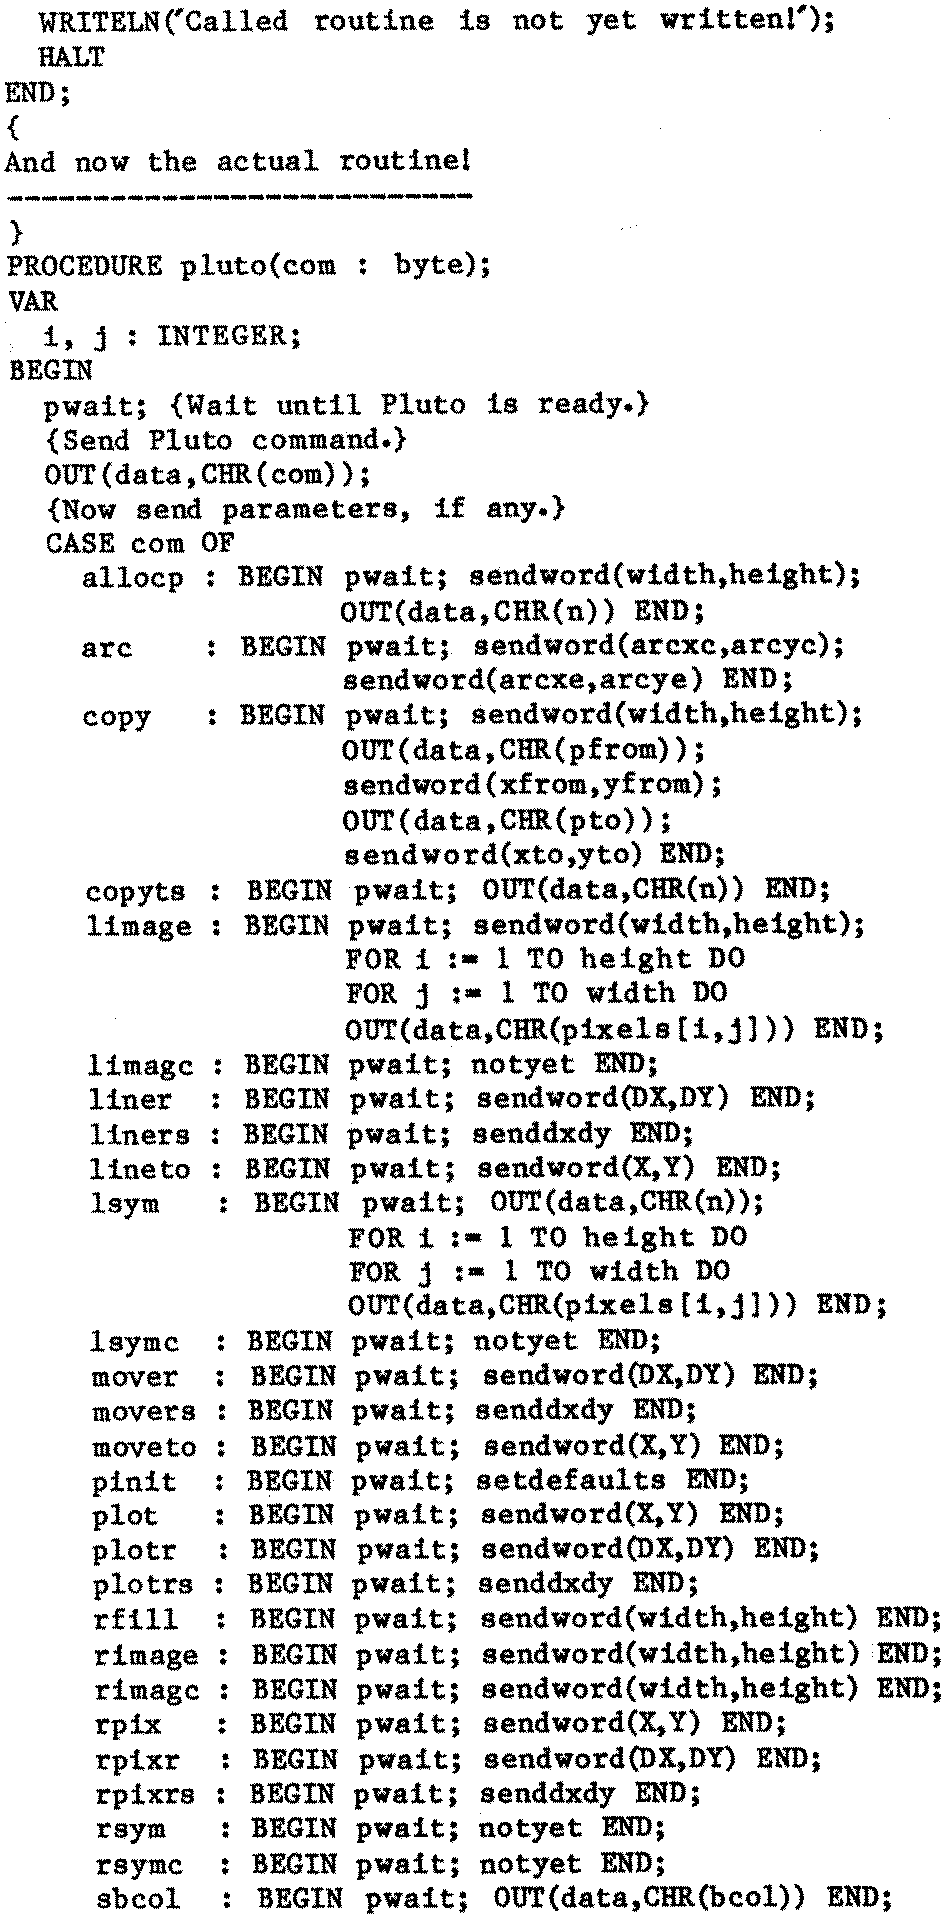 WRITELN('Called routine is not yet written!');
HALT
END;
{
And now the actual routine!
---------------------------
}
PROCEDURE pluto(com : byte);
VAR
i, j : INTEGER;
BEGIN
pwait; {Wait until Pluto is ready.}
{Send Pluto command.}
OUT(data,CHR(com));
{Now send parameters, if any.}
CASE com OF
allocp : BEGIN pwait; sendword(width,height);
OUT(data,CHR(n)) END;
arc : BEGIN pwait; sendword(arcxc,arcyc);
sendword(arcxe,arcye) END;
copy : BEGIN pwait; sendword(width,height);
OUT(data,CHR(pfrom));
sendword(xfrom,yfrom);
OUT(data,CHR(pto));
sendword(xto,yto) END;
copyts : BEGIN pwait; OUT(data,CHR(n)) END;
limage : BEGIN pwait; sendword(width,height);
FOR i := 1 TO height DO
FOR j := 1 TO width DO
OUT(data,CHR(pixels[i,j])) END;
limagc : BEGIN pwait; notyet END;
liner : BEGIN pwait; sendword(DX,DY) END;
liners : BEGIN pwait; senddxdy END;
lineto : BEGIN pwait; sendword(X,Y) END;
lsym : BEGIN pwait; OUT(data,CHR(n));
FOR i := 1 TO height DO
FOR j := 1 TO width DO
OUT(data,CHR(pixels[i,j])) END;
lsymc : BEGIN pwait; notyet END;
mover : BEGIN pwait; sendword(DX,DY) END;
movers : BEGIN pwait; senddxdy END;
moveto : BEGIN pwait; sendword(X,Y) END;
pinit : BEGIN pwait; setdefaults END;
plot : BEGIN pwait; sendword(X,Y) END;
plotr : BEGIN pwait; sendword(DX,DY) END;
plotrs : BEGIN pwait; senddxdy END;
rfill : BEGIN pwait; sendword(width,height) END;
rimage : BEGIN pwait; sendword(width,height) END;
rimagc : BEGIN pwait; sendword(width,height) END;
rpix : BEGIN pwait; sendword(X,Y) END;
rpixr : BEGIN pwait; sendword(DX,DY) END;
rpixrs : BEGIN pwait; senddxdy END;
rsym : BEGIN pwait; notyet END;
rsymc : BEGIN pwait; notyet END;
sbcol : BEGIN pwait; OUT(data,CHR(bcol)) END;